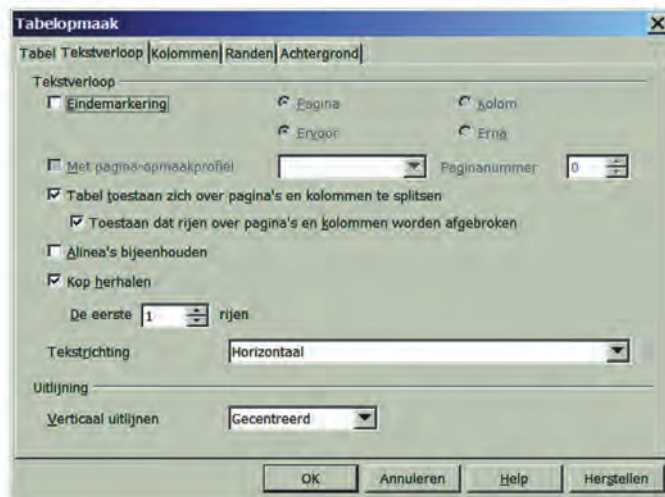 Tabelopmaak
Tabel Tekstverloop Kolommen Randen Achtergrond
Tekstverloop
Eindemarkering Pagina Kolom
Ervoor Erna
Met pagina-opmaakprofiel Paginanummer 0
Tabel toestaan zich over pagina's en kolommen te splitsen
Toestaan dat rijen over pagina's en kolommen worden afgebroken
Alinea's bijeenhouden
Kop herhalen
De eerste 1 rijen
Tekstrichting Horizontaal
Uitlijning
Verticaal uitlijnen Gecentreerd
OK Annuleren Help Herstellen